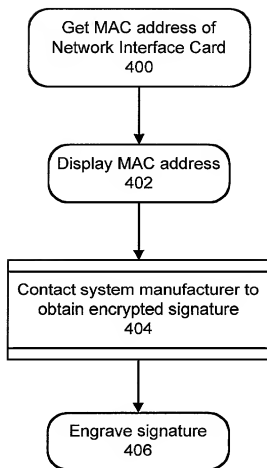 Get MAC address of
Network Interface Card
400
Display MAC address
402
Contact system manufacturer to
obtain encrypted signature
404
Engrave signature
406